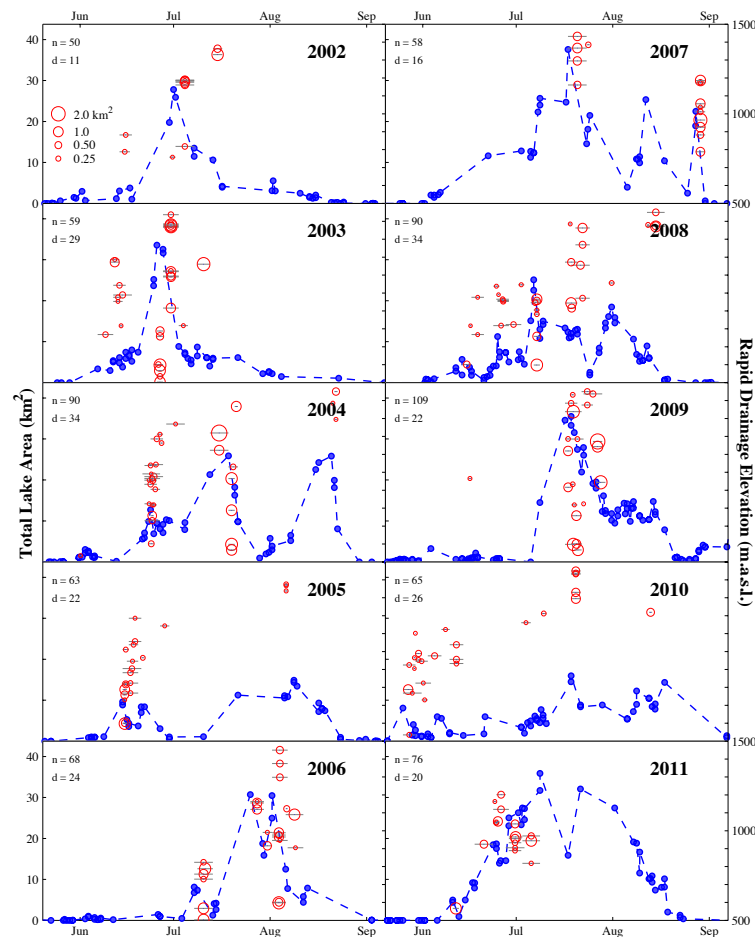 Jun Jul Aug Sep Jun Jul Aug Sep
40
30
20
10
0
n = 50
d = 11
2002
2.0 km²
1.0
0.50
0.25
1500
1000
500
n = 58
d = 16
2007
n = 59
d = 29
2003
n = 90
d = 34
2008
n = 90
d = 34
2004
n = 109
d = 22
2009
n = 63
d = 22
2005
n = 65
d = 26
2010
Total Lake Area (km²)
Rapid Drainage Elevation (m.a.s.l.)
40
30
20
10
0
n = 68
d = 24
2006
n = 76
d = 20
2011
1500
1000
500
Jun Jul Aug Sep Jun Jul Aug Sep